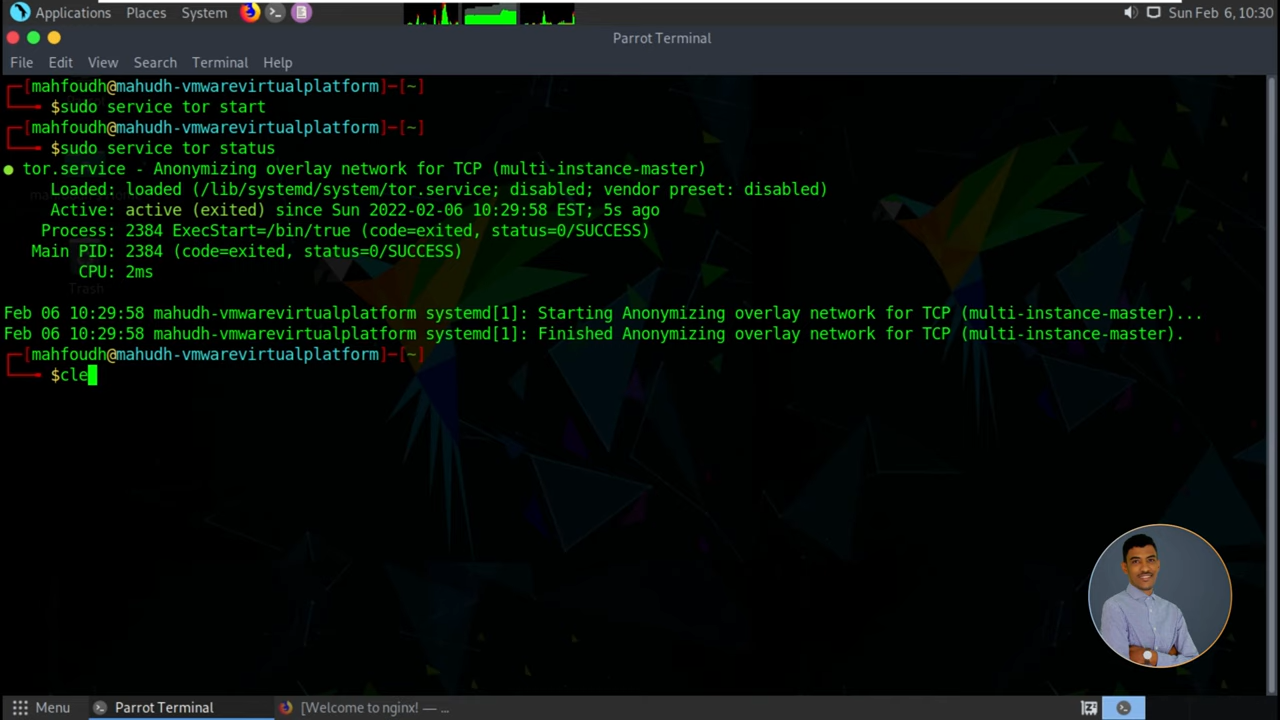 Applications Places System Sun Feb 6, 10:30
Parrot Terminal
File Edit View Search Terminal Help
┌─[mahfoudh@mahudh-vmwarevirtualplatform]─[~]
└──╼ $sudo service tor start
┌─[mahfoudh@mahudh-vmwarevirtualplatform]─[~]
└──╼ $sudo service tor status
● tor.service - Anonymizing overlay network for TCP (multi-instance-master)
Loaded: loaded (/lib/systemd/system/tor.service; disabled; vendor preset: disabled)
Active: active (exited) since Sun 2022-02-06 10:29:58 EST; 5s ago
Process: 2384 ExecStart=/bin/true (code=exited, status=0/SUCCESS)
Main PID: 2384 (code=exited, status=0/SUCCESS)
CPU: 2ms
Trash
Feb 06 10:29:58 mahudh-vmwarevirtualplatform systemd[1]: Starting Anonymizing overlay network for TCP (multi-instance-master)...
Feb 06 10:29:58 mahudh-vmwarevirtualplatform systemd[1]: Finished Anonymizing overlay network for TCP (multi-instance-master).
┌─[mahfoudh@mahudh-vmwarevirtualplatform]─[~]
└──╼ $cle
Menu Parrot Terminal [Welcome to nginx! — ...